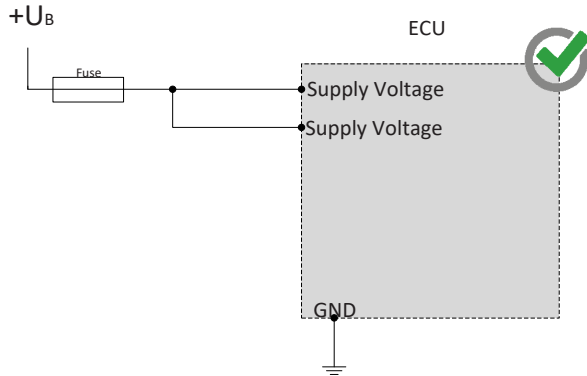 +UB
ECU
Fuse
Supply Voltage
Supply Voltage
GND